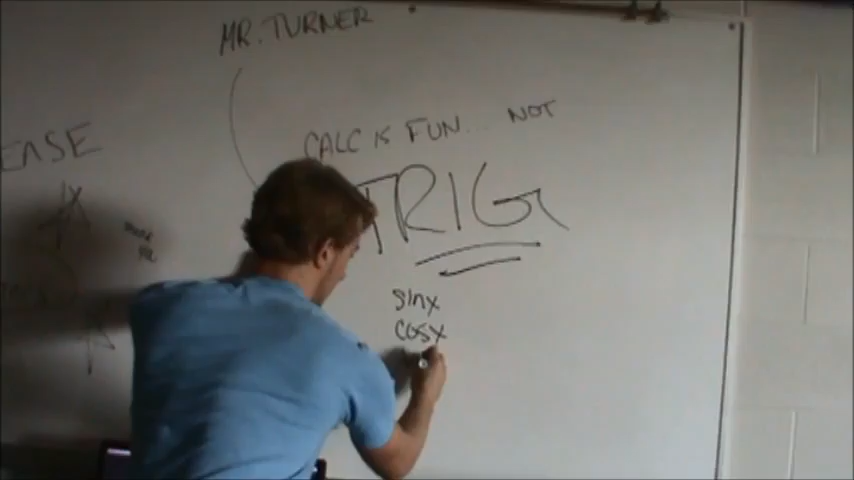 MR. TURNER
CALC IS FUN... NOT
EASE
TRIG
sinx
cosx